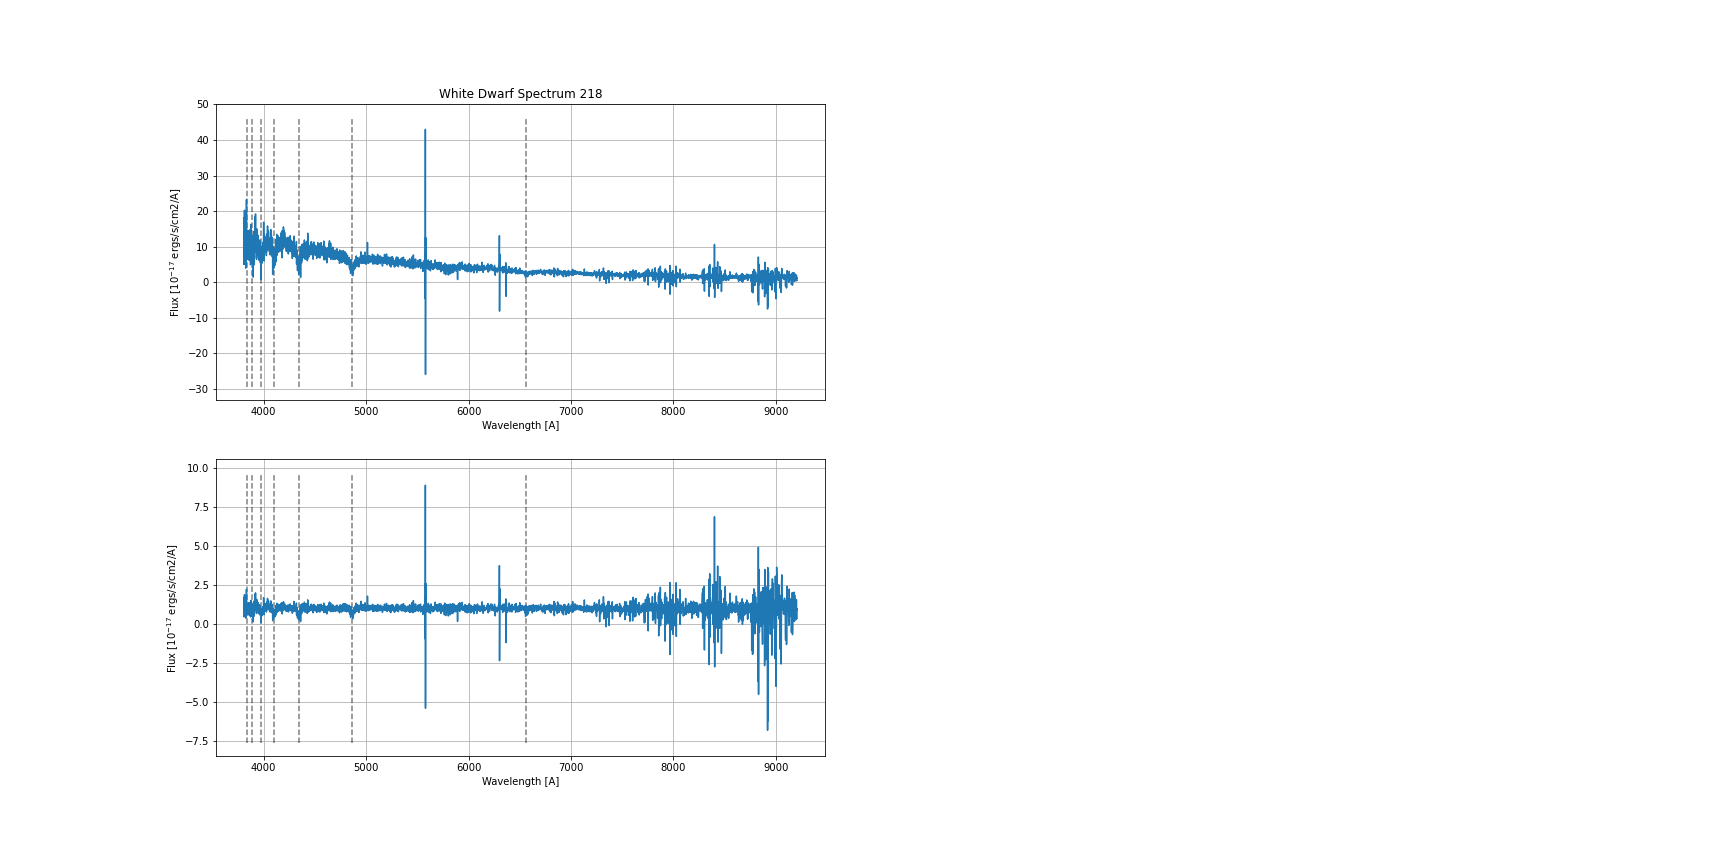 White Dwarf Spectrum 218
50
40
30
20
10
0
−10
−20
−30
Flux [10⁻¹⁷ ergs/s/cm2/A]
4000 5000 6000 7000 8000 9000
Wavelength [A]
10.0
7.5
5.0
2.5
0.0
−2.5
−5.0
−7.5
Flux [10⁻¹⁷ ergs/s/cm2/A]
4000 5000 6000 7000 8000 9000
Wavelength [A]